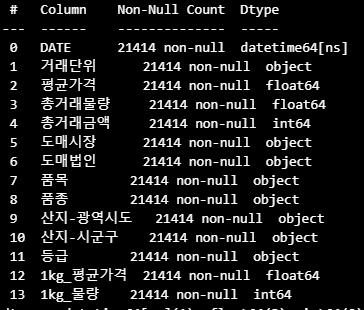 #   Column     Non-Null Count  Dtype
---  ------     --------------  -----
0   DATE       21414 non-null  datetime64[ns]
1   거래단위       21414 non-null  object
2   평균가격       21414 non-null  float64
3   총거래물량      21414 non-null  float64
4   총거래금액      21414 non-null  int64
5   도매시장       21414 non-null  object
6   도매법인       21414 non-null  object
7   품목         21414 non-null  object
8   품종         21414 non-null  object
9   산지-광역시도    21414 non-null  object
10  산지-시군구     21414 non-null  object
11  등급         21414 non-null  object
12  1kg_평균가격   21414 non-null  float64
13  1kg_물량     21414 non-null  int64